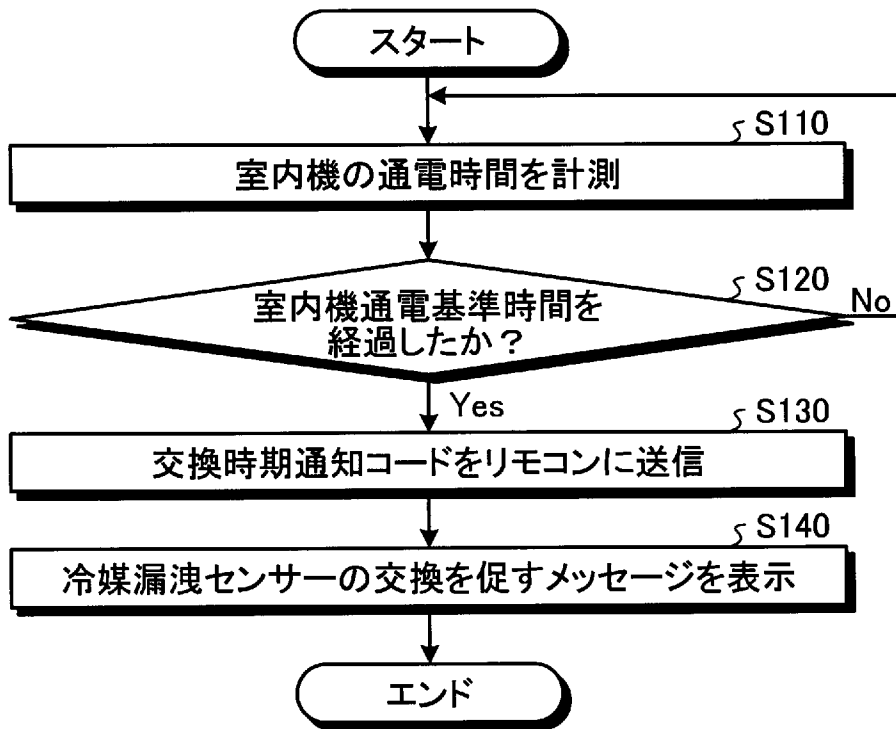 スタート
S110
室内機の通電時間を計測
S120
室内機通電基準時間を
経過したか？
No
Yes
S130
交換時期通知コードをリモコンに送信
S140
冷媒漏洩センサーの交換を促すメッセージを表示
エンド